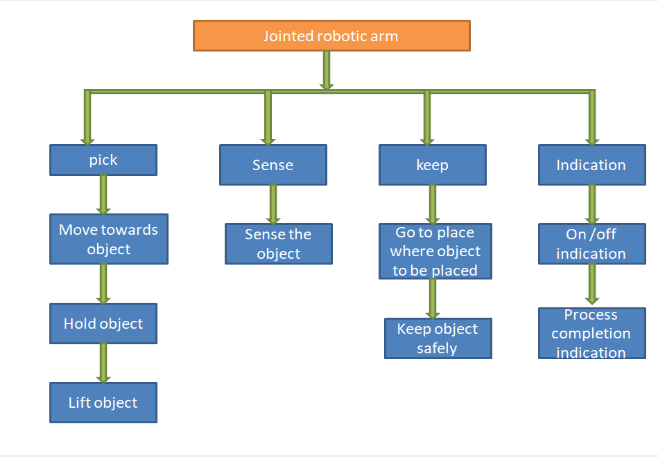 Jointed robotic arm
pick
Sense
keep
Indication
Move towards
object
Sense the
object
Go to place
where object
to be placed
On /off
indication
Hold object
Keep object
safely
Process
completion
indication
Lift object